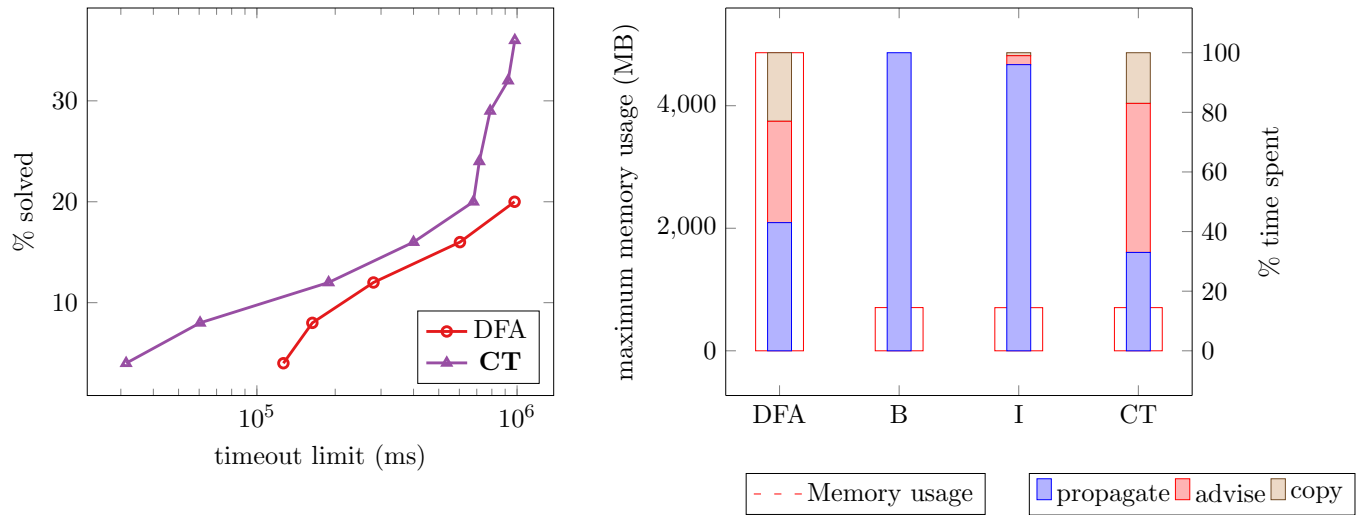 % solved
30
20
10
10^5
10^6
timeout limit (ms)
DFA
CT
maximum memory usage (MB)
4,000
2,000
0
100
80
60
40
20
0
% time spent
DFA B I CT
Memory usage
propagate advise copy